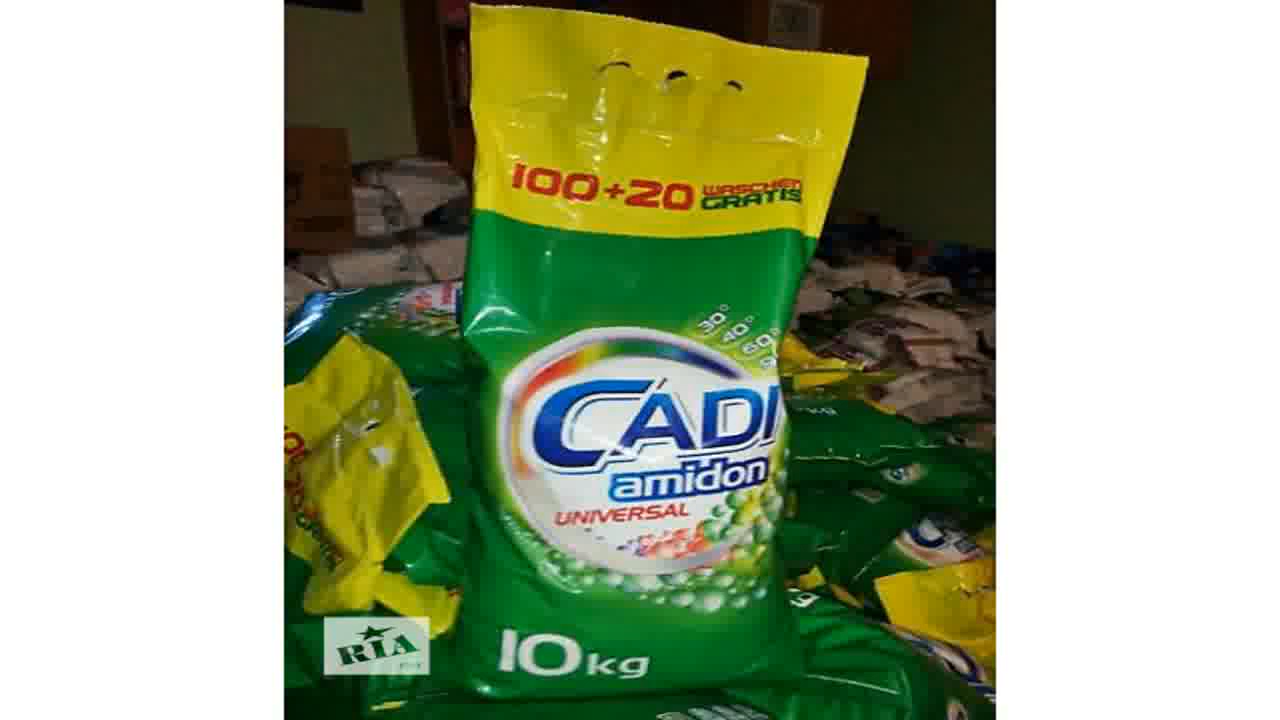 100+20 WASCHEN
GRATIS
30°
40°
60°
CADI
amidon
UNIVERSAL
10kg
RIA